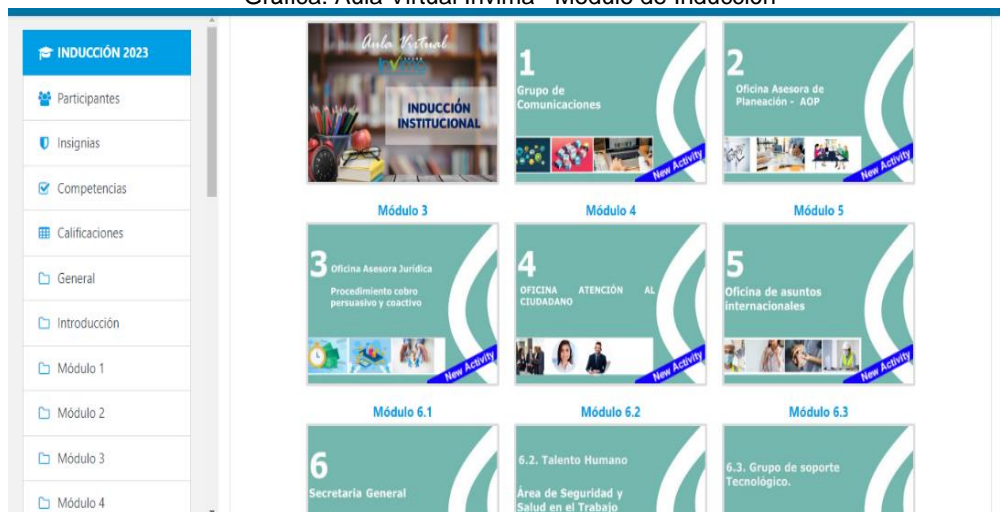 Gráfica. Aula Virtual Invima - Módulo de Inducción
INDUCCIÓN 2023
Participantes
Insignias
Competencias
Calificaciones
General
Introducción
Módulo 1
Módulo 2
Módulo 3
Módulo 4
Aula Virtual
invima
INDUCCIÓN
INSTITUCIONAL
1
Grupo de
Comunicaciones
New Activity
2
Oficina Asesora de
Planeación - AOP
New Activity
Módulo 3
Módulo 4
Módulo 5
3 Oficina Asesora Jurídica
Procedimiento cobro
persuasivo y coactivo
New Activity
4
OFICINA ATENCIÓN AL
CIUDADANO
New Activity
5
Oficina de asuntos
internacionales
New Activity
Módulo 6.1
Módulo 6.2
Módulo 6.3
6
Secretaria General
6.2. Talento Humano
Área de Seguridad y
Salud en el Trabajo
6.3. Grupo de soporte
Tecnológico.